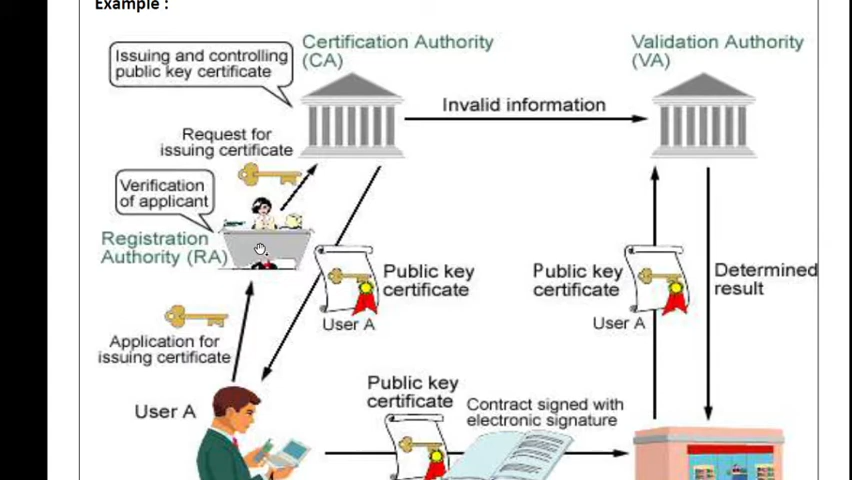 Example :
Certification Authority
(CA)
Validation Authority
(VA)
Issuing and controlling
public key certificate
Invalid information
Request for
issuing certificate
Verification
of applicant
Registration
Authority (RA)
Public key
certificate
User A
Public key
certificate
User A
Determined
result
Application for
issuing certificate
User A
Public key
certificate
Contract signed with
electronic signature